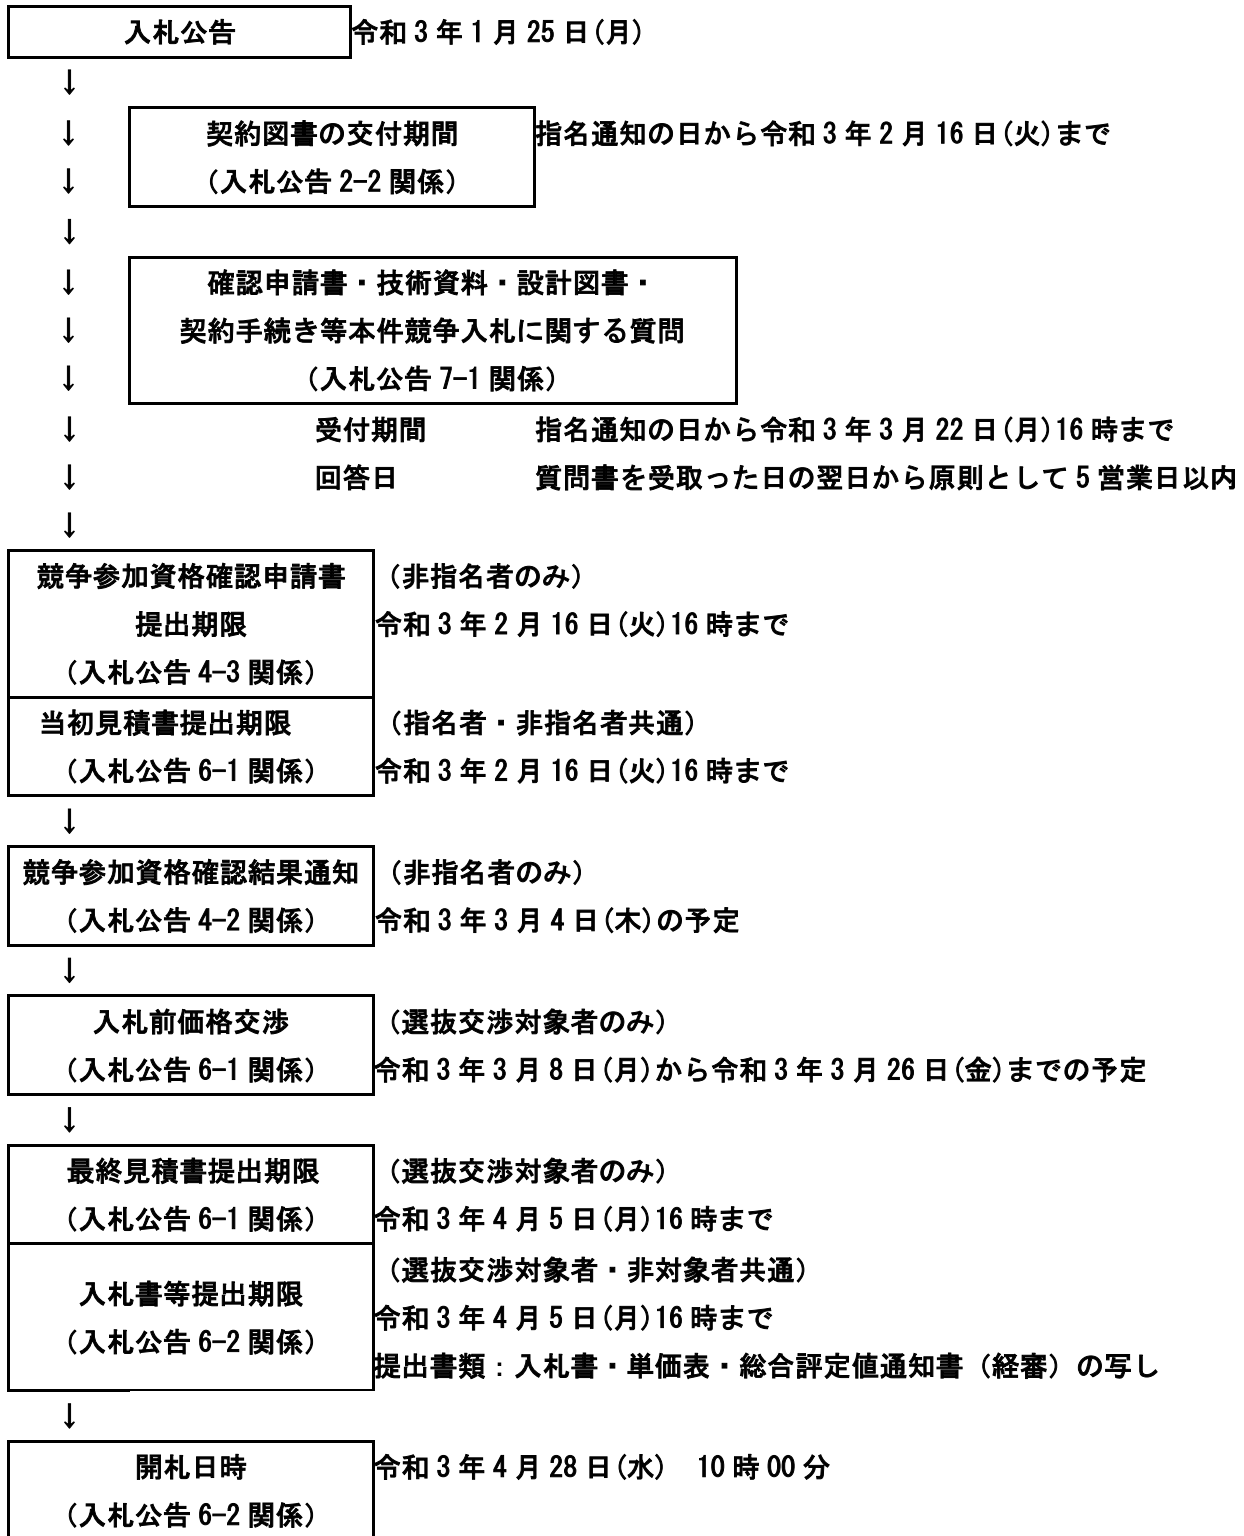 入札公告 令和3年1月25日(月)
↓
↓ 契約図書の交付期間 指名通知の日から令和3年2月16日(火)まで
↓ (入札公告2-2関係)
↓
↓ 確認申請書・技術資料・設計図書・
↓ 契約手続き等本件競争入札に関する質問
↓ (入札公告7-1関係)
↓ 受付期間 指名通知の日から令和3年3月22日(月)16時まで
↓ 回答日 質問書を受取った日の翌日から原則として5営業日以内
↓
競争参加資格確認申請書 (非指名者のみ)
提出期限 令和3年2月16日(火)16時まで
(入札公告4-3関係)
当初見積書提出期限 (指名者・非指名者共通)
(入札公告6-1関係) 令和3年2月16日(火)16時まで
↓
競争参加資格確認結果通知 (非指名者のみ)
(入札公告4-2関係) 令和3年3月4日(木)の予定
↓
入札前価格交渉 (選抜交渉対象者のみ)
(入札公告6-1関係) 令和3年3月8日(月)から令和3年3月26日(金)までの予定
↓
最終見積書提出期限 (選抜交渉対象者のみ)
(入札公告6-1関係) 令和3年4月5日(月)16時まで
(選抜交渉対象者・非対象者共通)
入札書等提出期限
令和3年4月5日(月)16時まで
(入札公告6-2関係)
提出書類:入札書・単価表・総合評定値通知書(経審)の写し
↓
開札日時 令和3年4月28日(水) 10時00分
(入札公告6-2関係)